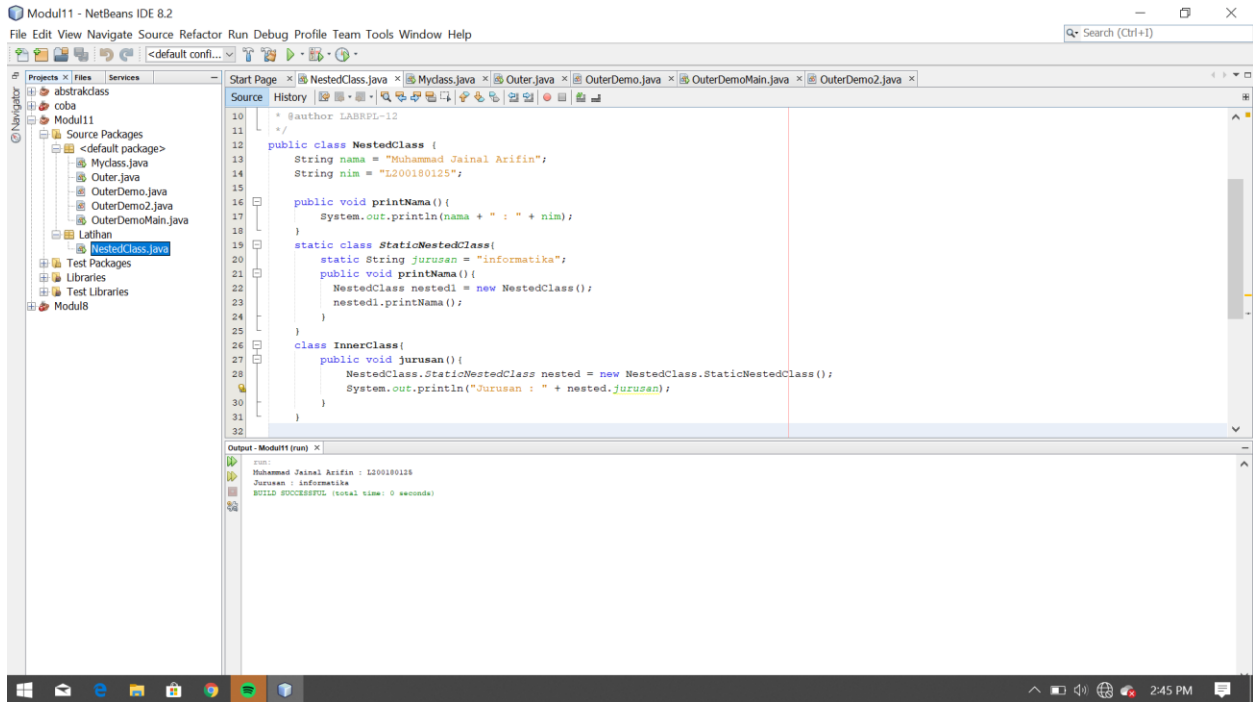 Modul11 - NetBeans IDE 8.2
File Edit View Navigate Source Refactor Run Debug Profile Team Tools Window Help
Search (Ctrl+I)
<default confi...
Projects × Files Services
Navigator
abstrakdass
coba
Modul11
Source Packages
<default package>
Myclass.java
Outer.java
OuterDemo.java
OuterDemo2.java
OuterDemoMain.java
Latihan
NestedClass.java
Test Packages
Libraries
Test Libraries
Modul8
Start Page × NestedClass.java × Myclass.java × Outer.java × OuterDemo.java × OuterDemoMain.java × OuterDemo2.java ×
Source History
10 * @author LABRPL-12
11 */
12 public class NestedClass {
13 String nama = "Muhammad Jainal Arifin";
14 String nim = "L200180125";
15
16 public void printNama(){
17 System.out.println(nama + " : " + nim);
18 }
19 static class StaticNestedClass{
20 static String jurusan = "informatika";
21 public void printNama(){
22 NestedClass nested1 = new NestedClass();
23 nested1.printNama();
24 }
25 }
26 class InnerClass{
27 public void jurusan(){
28 NestedClass.StaticNestedClass nested = new NestedClass.StaticNestedClass();
System.out.println("Jurusan : " + nested.jurusan);
30 }
31 }
32
Output - Modul11 (run) ×
run:
Muhammad Jainal Arifin : L200180125
Jurusan : informatika
BUILD SUCCESSFUL (total time: 0 seconds)
2:45 PM